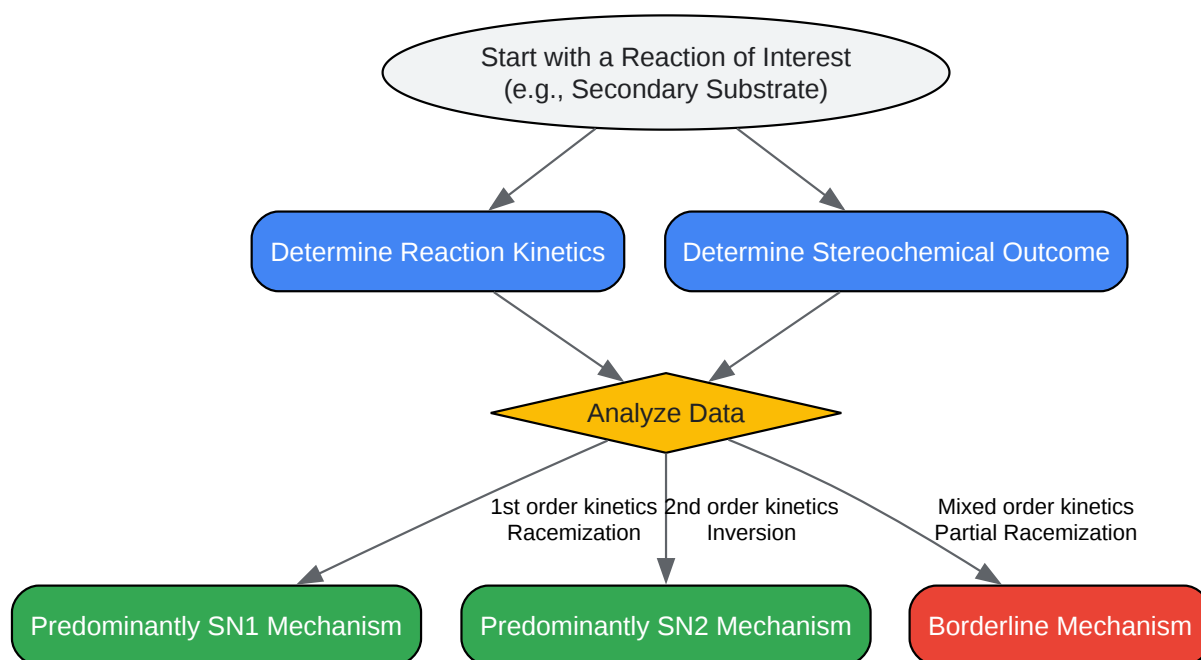 Start with a Reaction of Interest
(e.g., Secondary Substrate)
Determine Reaction Kinetics
Determine Stereochemical Outcome
Analyze Data
1st order kinetics
Racemization
2nd order kinetics
Inversion
Mixed order kinetics
Partial Racemization
Predominantly SN1 Mechanism
Predominantly SN2 Mechanism
Borderline Mechanism